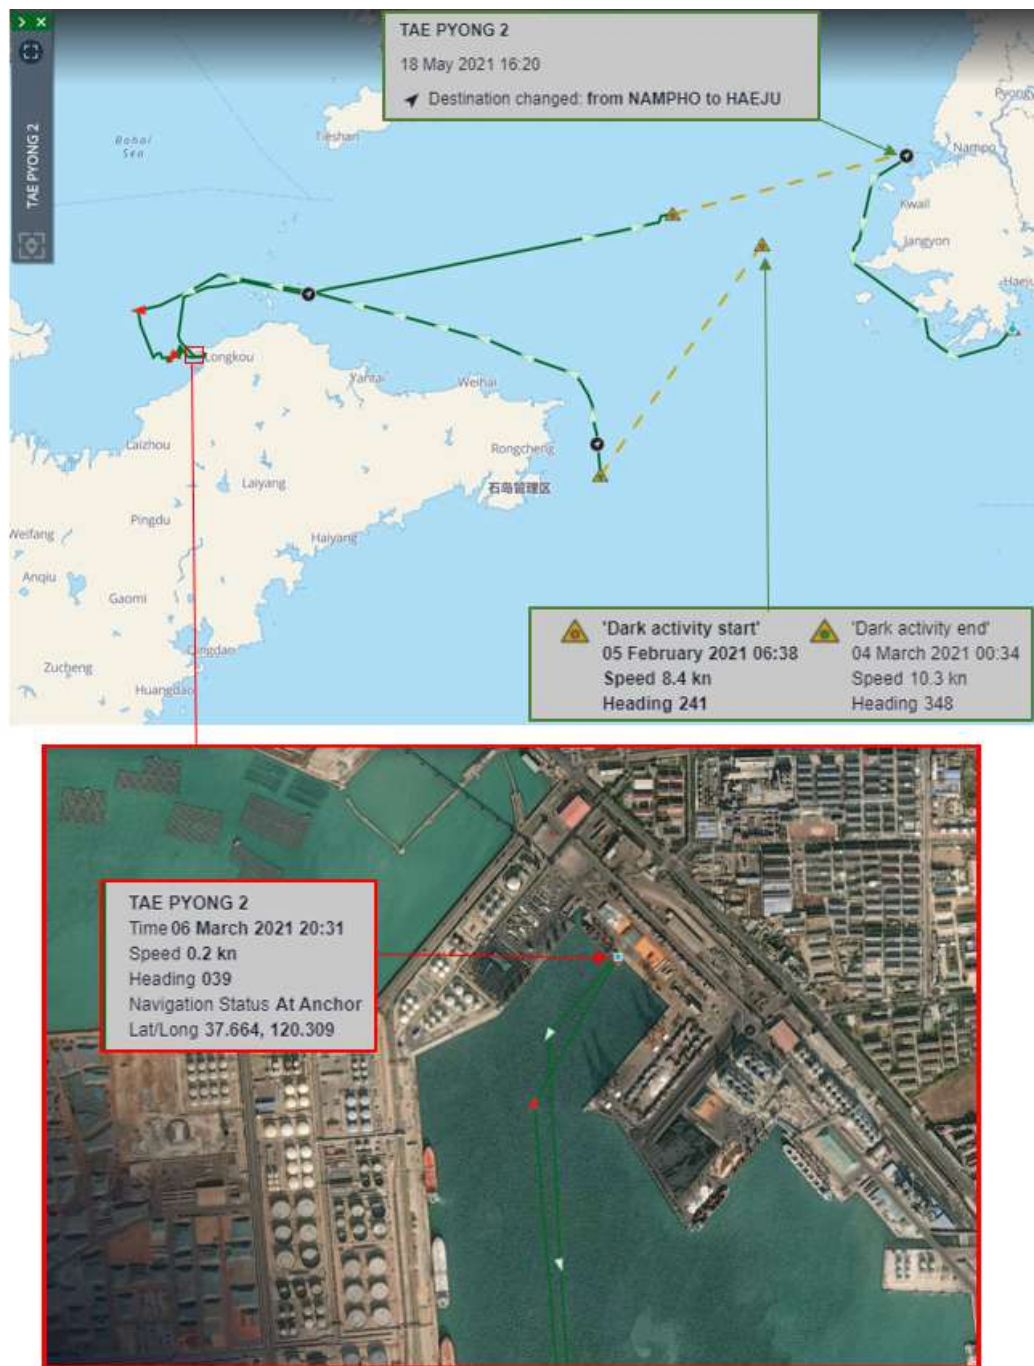 TAE PYONG 2
18 May 2021 16:20
Destination changed: from NAMPHO to HAEJU
TAE PYONG 2
Bohai
Sea
Tieshan
Pyongy
Nampo
Kwail
Jangyon
Haeju
Longkou
Yantai
Weihai
Laizhou
Rongcheng
Laiyang
石岛管理区
Pingdu
Weifang
Haiyang
Anqiu
Gaomi
Qingdao
Zucheng
Huangdao
'Dark activity start'
05 February 2021 06:38
Speed 8.4 kn
Heading 241
'Dark activity end'
04 March 2021 00:34
Speed 10.3 kn
Heading 348
TAE PYONG 2
Time 06 March 2021 20:31
Speed 0.2 kn
Heading 039
Navigation Status At Anchor
Lat/Long 37.664, 120.309